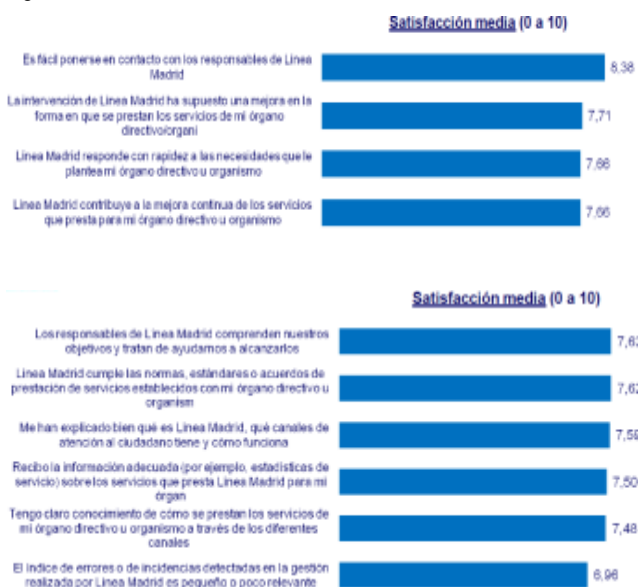 Satisfacción media (0 a 10)
Es fácil ponerse en contacto con los responsables de Línea
Madrid
8,38
La intervención de Línea Madrid ha supuesto una mejora en la
forma en que se prestan los servicios de mi órgano
directivo/organi
7,71
Línea Madrid responde con rapidez a las necesidades que le
plantea mi órgano directivo u organismo
7,66
Línea Madrid contribuye a la mejora continua de los servicios
que presta para mi órgano directivo u organismo
7,66
Satisfacción media (0 a 10)
Los responsables de Línea Madrid comprenden nuestros
objetivos y tratan de ayudarnos a alcanzarlos
7,63
Línea Madrid cumple las normas, estándares o acuerdos de
prestación de servicios establecidos con mi órgano directivo u
organism
7,62
Me han explicado bien qué es Línea Madrid, qué canales de
atención al ciudadano tiene y cómo funciona
7,59
Recibo la información adecuada (por ejemplo, estadísticas de
servicio) sobre los servicios que presta Línea Madrid para mi
órgan
7,50
Tengo claro conocimiento de cómo se prestan los servicios de
mi órgano directivo u organismo a través de los diferentes
canales
7,48
El índice de errores o de incidencias detectadas en la gestión
realizada por Línea Madrid es pequeño o poco relevante
6,96